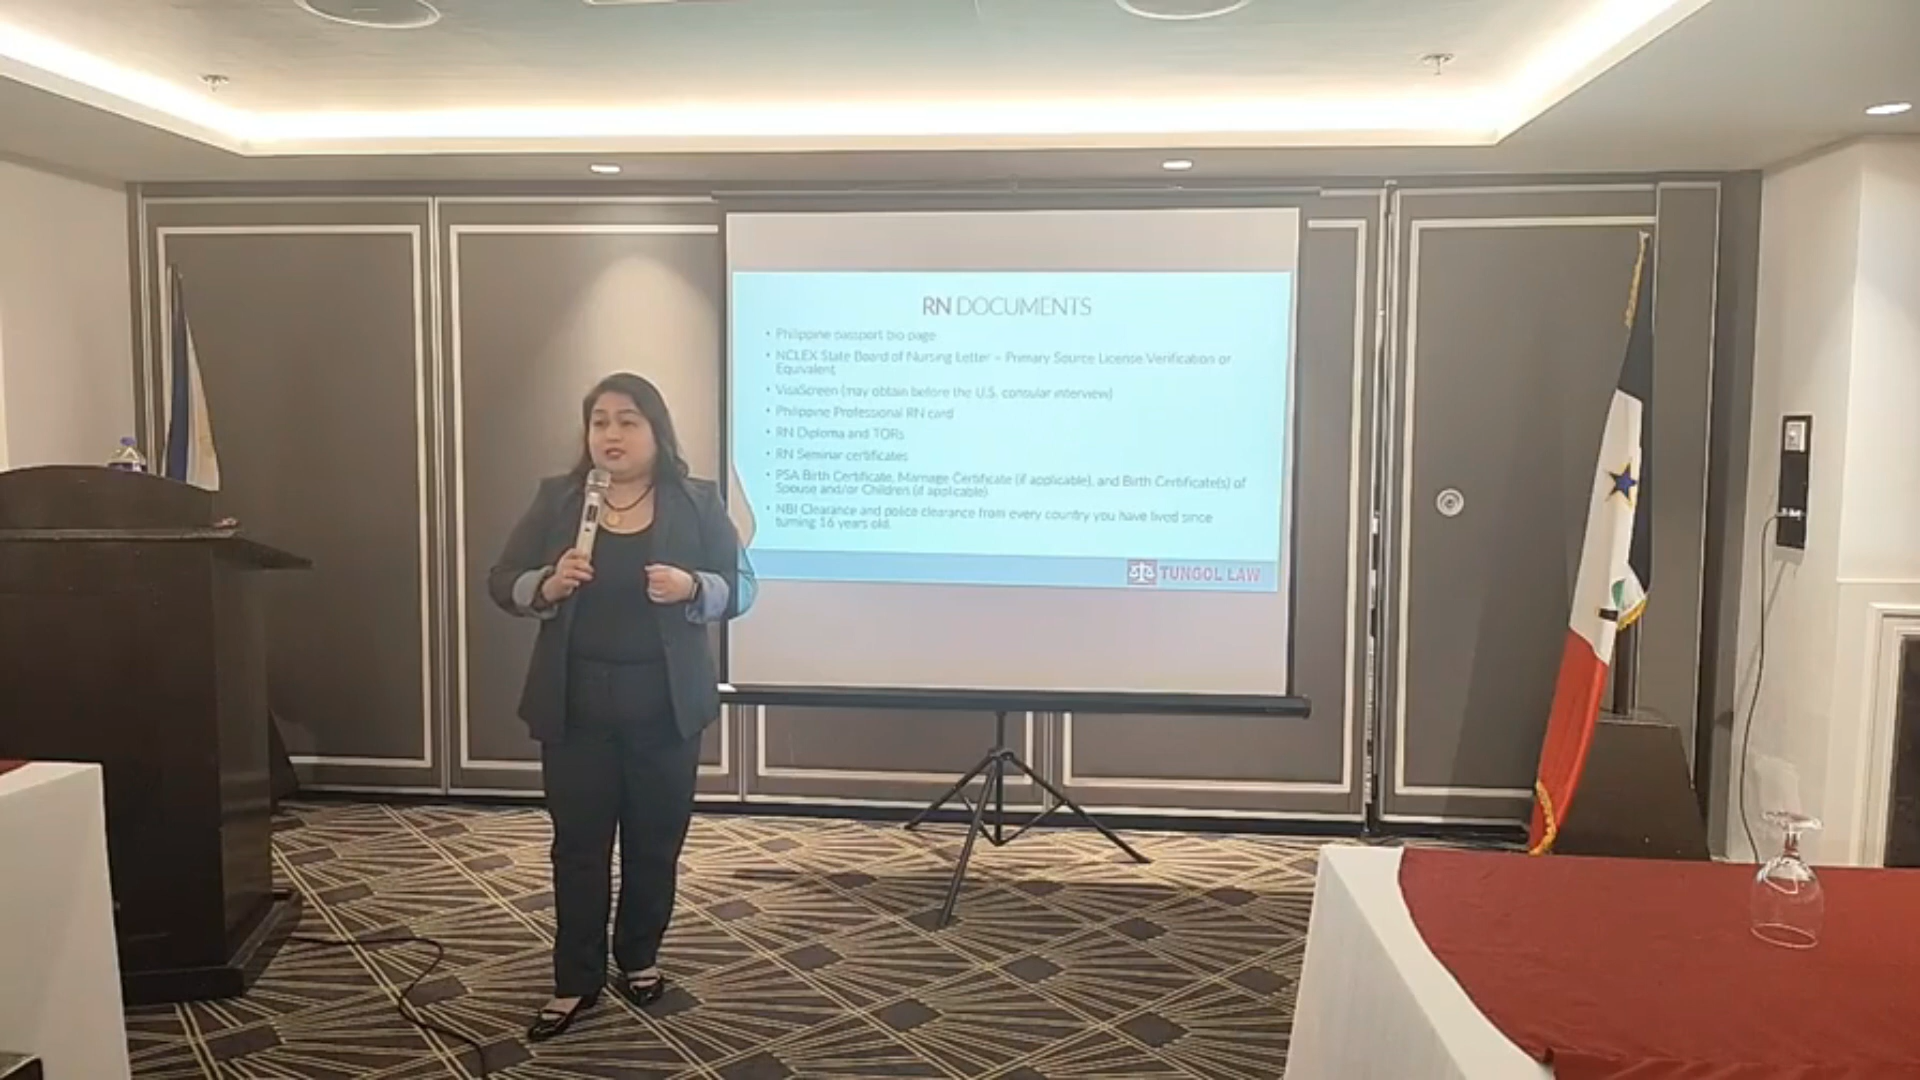 RN DOCUMENTS
• Philippine passport bio page
• NCLEX State Board of Nursing Letter – Primary Source License Verification or
Equivalent
• VisaScreen (may obtain before the U.S. consular interview)
• Philippine Professional RN card
• RN Diploma and TORs
• RN Seminar certificates
• PSA Birth Certificate, Marriage Certificate (if applicable), and Birth Certificate(s) of
Spouse and/or Children (if applicable)
• NBI Clearance and police clearance from every country you have lived since
turning 16 years old.
TUNGOL LAW